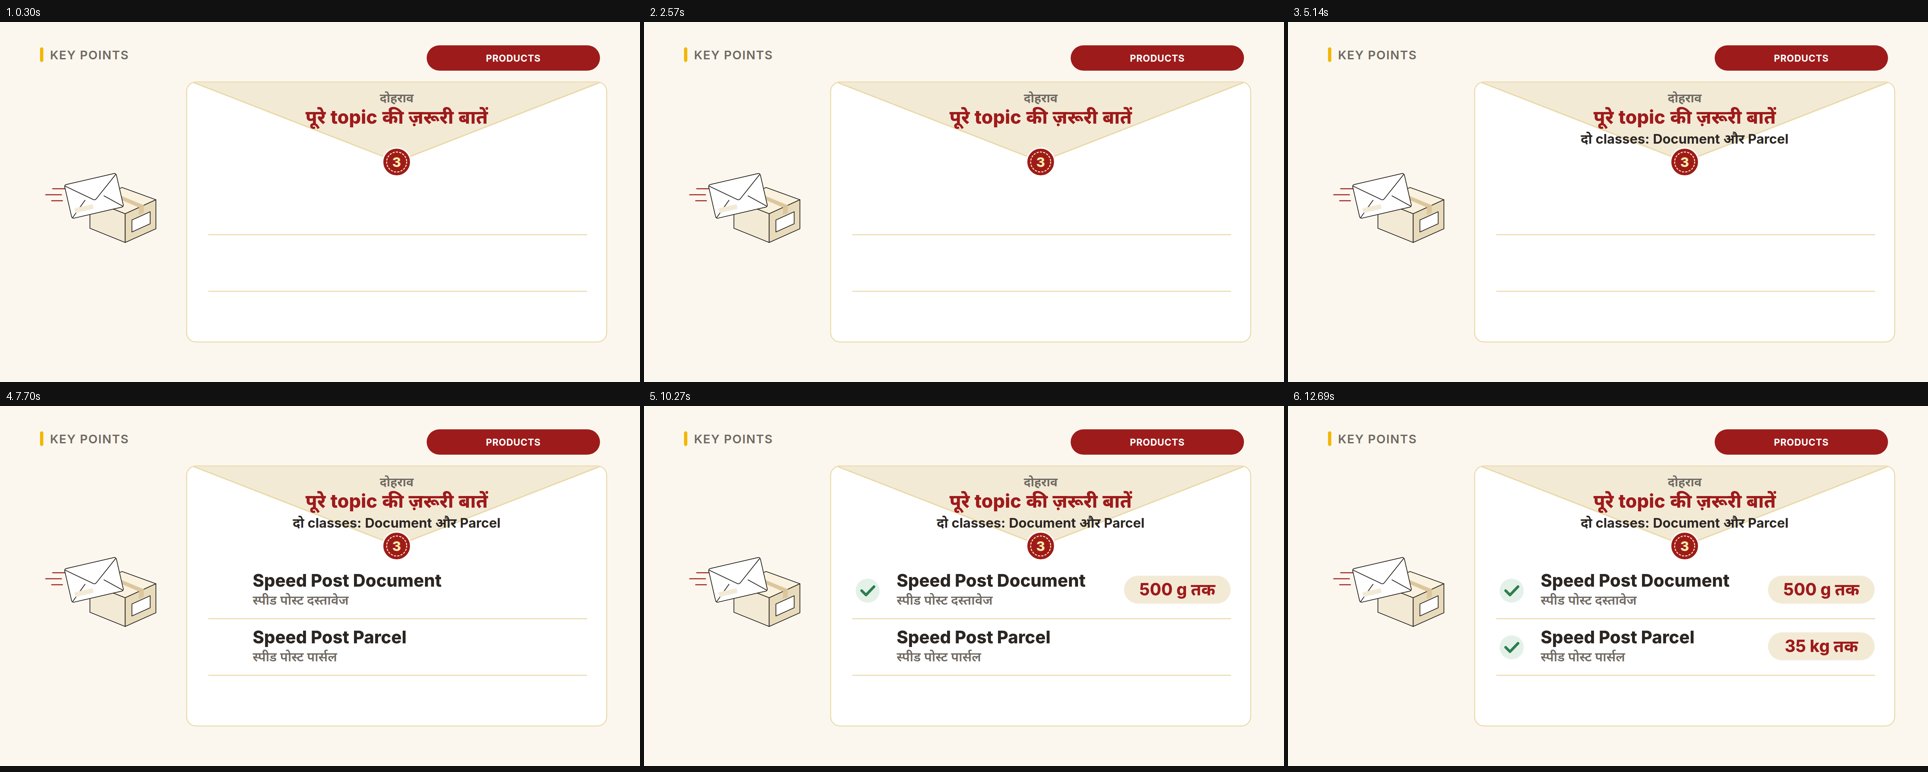 1. 0.30s
KEY POINTS
PRODUCTS
दोहराव
पूरे topic की ज़रूरी बातें
3
2. 2.57s
KEY POINTS
PRODUCTS
दोहराव
पूरे topic की ज़रूरी बातें
3
3. 5.14s
KEY POINTS
PRODUCTS
दोहराव
पूरे topic की ज़रूरी बातें
दो classes: Document और Parcel
3
4. 7.70s
KEY POINTS
PRODUCTS
दोहराव
पूरे topic की ज़रूरी बातें
दो classes: Document और Parcel
3
Speed Post Document
स्पीड पोस्ट दस्तावेज
Speed Post Parcel
स्पीड पोस्ट पार्सल
5. 10.27s
KEY POINTS
PRODUCTS
दोहराव
पूरे topic की ज़रूरी बातें
दो classes: Document और Parcel
3
Speed Post Document
500 g तक
स्पीड पोस्ट दस्तावेज
Speed Post Parcel
स्पीड पोस्ट पार्सल
6. 12.69s
KEY POINTS
PRODUCTS
दोहराव
पूरे topic की ज़रूरी बातें
दो classes: Document और Parcel
3
Speed Post Document
500 g तक
स्पीड पोस्ट दस्तावेज
Speed Post Parcel
35 kg तक
स्पीड पोस्ट पार्सल